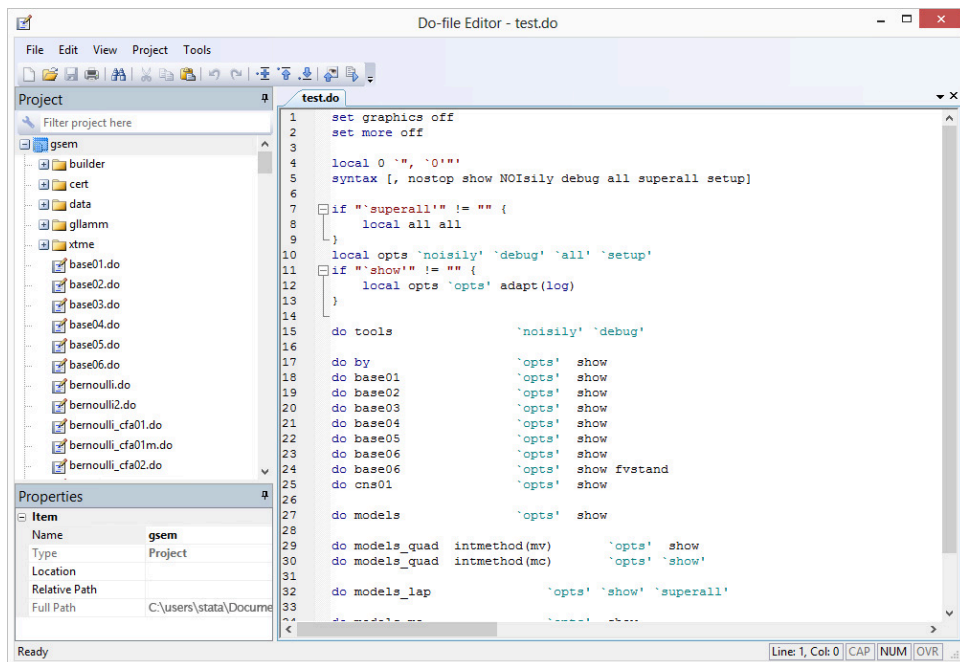 Do-file Editor - test.do
File Edit View Project Tools
Project
Filter project here
gsem
builder
cert
data
gllamm
xtme
base01.do
base02.do
base03.do
base04.do
base05.do
base06.do
bernoulli.do
bernoulli2.do
bernoulli_cfa01.do
bernoulli_cfa01m.do
bernoulli_cfa02.do
Properties
Item
Name gsem
Type Project
Location
Relative Path
Full Path C:\users\stata\Docume
test.do
1 set graphics off
2 set more off
3
4 local 0 `", `0'"'
5 syntax [, nostop show NOIsily debug all superall setup]
6
7 if "`superall'" != "" {
8 local all all
9 }
10 local opts `noisily' `debug' `all' `setup'
11 if "`show'" != "" {
12 local opts `opts' adapt(log)
13 }
14
15 do tools `noisily' `debug'
16
17 do by `opts' show
18 do base01 `opts' show
19 do base02 `opts' show
20 do base03 `opts' show
21 do base04 `opts' show
22 do base05 `opts' show
23 do base06 `opts' show
24 do base06 `opts' show fvstand
25 do cns01 `opts' show
26
27 do models `opts' show
28
29 do models_quad intmethod(mv) `opts' show
30 do models_quad intmethod(mc) `opts' `show'
31
32 do models_lap `opts' `show' `superall'
33
Ready
Line: 1, Col: 0 CAP NUM OVR